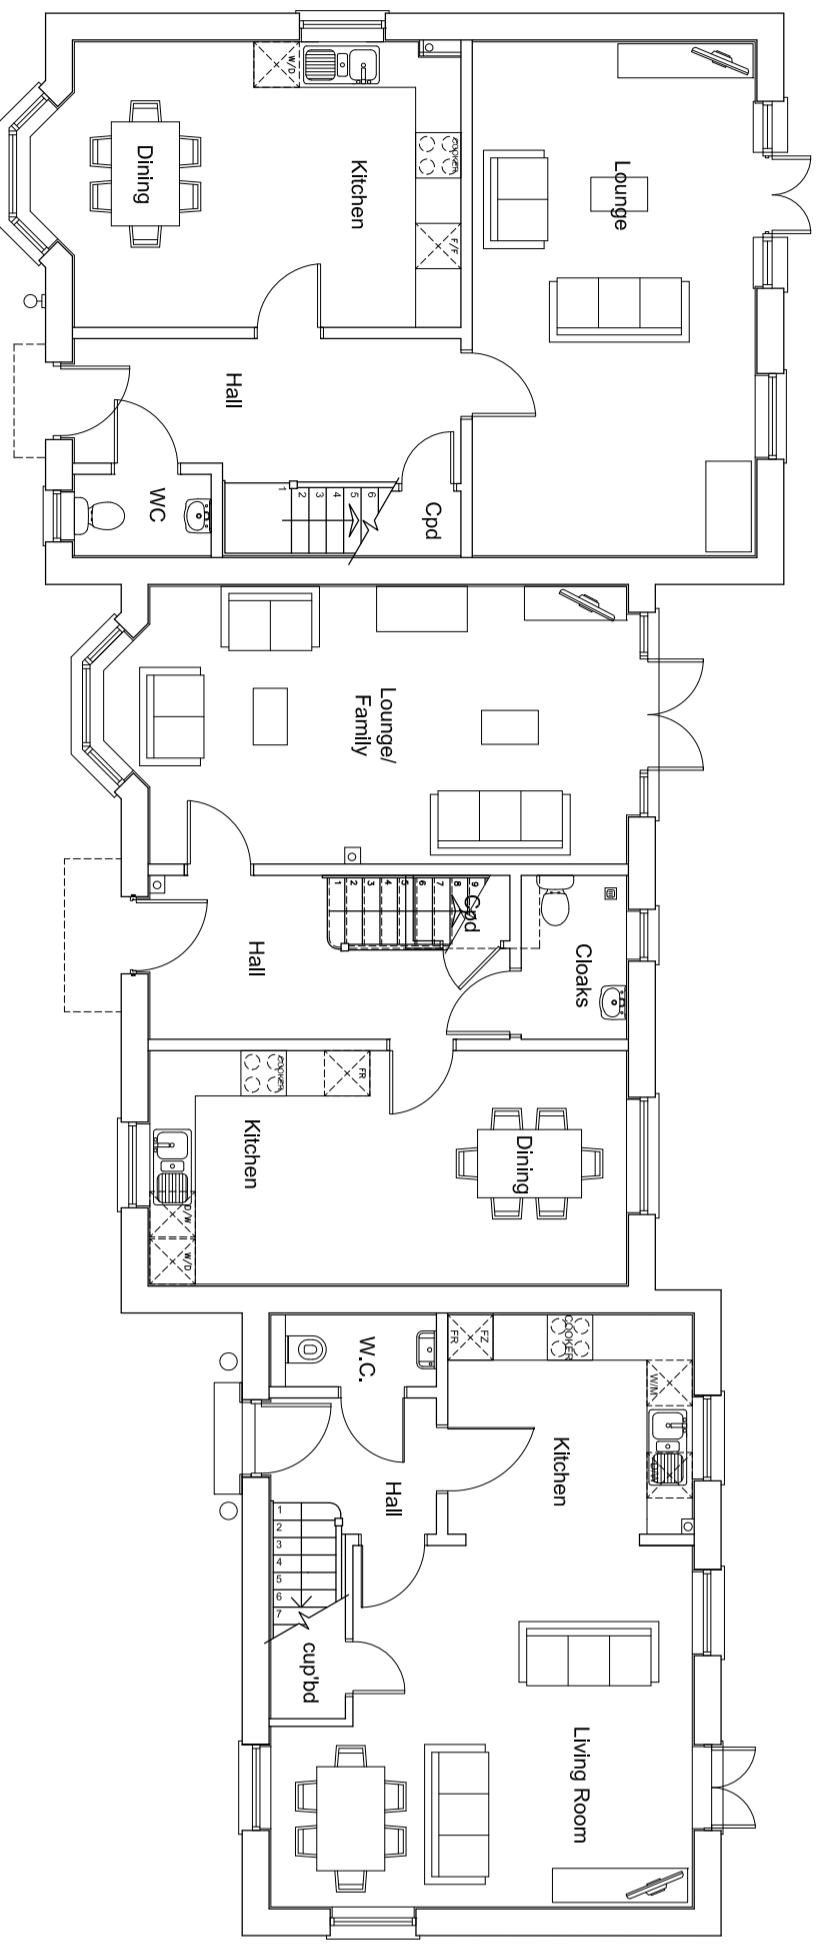 W/D
Kitchen
Dining
COOKER
F/F
Lounge
Hall
WC
Cpd
1
2
3
4
5
6
Lounge/
Family
Hall
1
2
3
4
5
6
7
8
9
Cpd
Cloaks
Kitchen
COOKER
FR
Dining
D/W
W/D
W.C.
FZ
FR
COOKER
W/M
Kitchen
Hall
1
2
3
4
5
6
7
cup'bd
Living Room